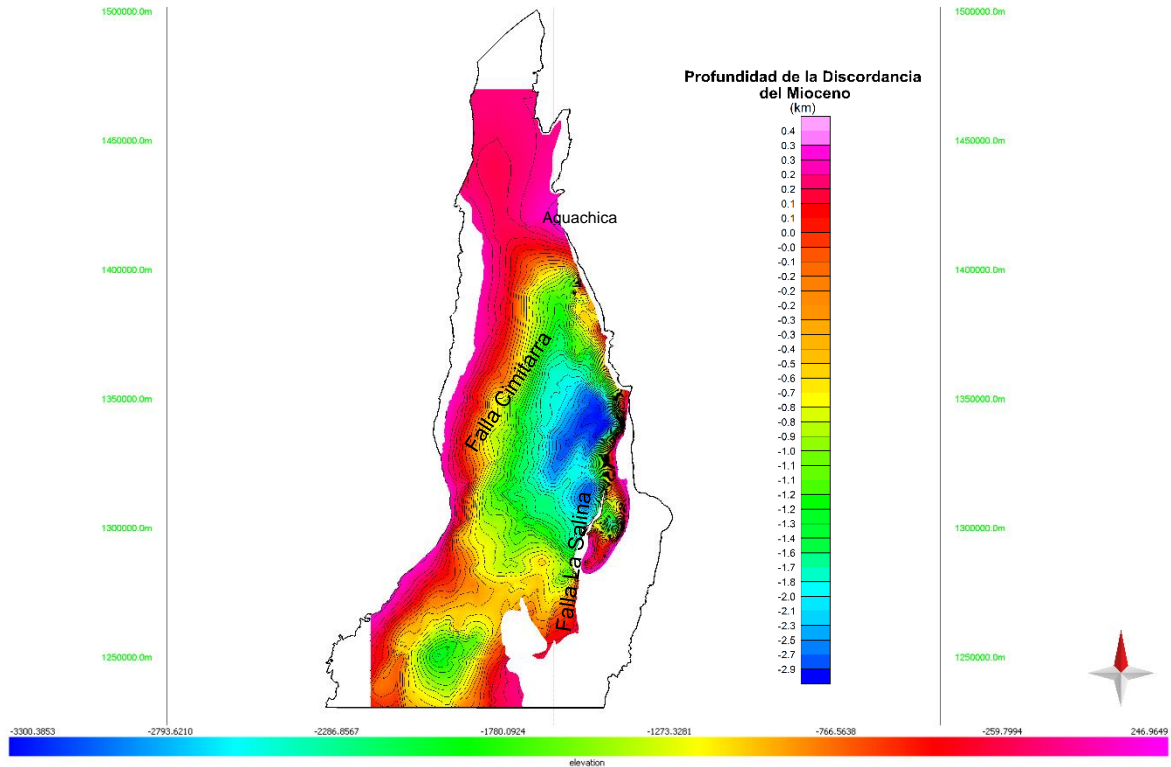 1500000.0m
1500000.0m
Profundidad de la Discordancia
del Mioceno
(km)
0.4
0.3
0.3
0.2
0.2
0.1
0.1
0.0
-0.0
-0.1
-0.2
-0.2
-0.3
-0.3
-0.4
-0.5
-0.6
-0.7
-0.8
-0.9
-1.0
-1.1
-1.2
-1.3
-1.4
-1.6
-1.7
-1.8
-2.0
-2.1
-2.3
-2.5
-2.7
-2.9
1450000.0m
1450000.0m
Aguachica
1400000.0m
1400000.0m
Falla Cimitarra
1350000.0m
1350000.0m
Falla La Salina
1300000.0m
1300000.0m
1250000.0m
1250000.0m
N
-3300.3853
-2793.6210
-2286.8567
-1780.0924
-1273.3281
-766.5638
-259.7994
246.9649
elevation